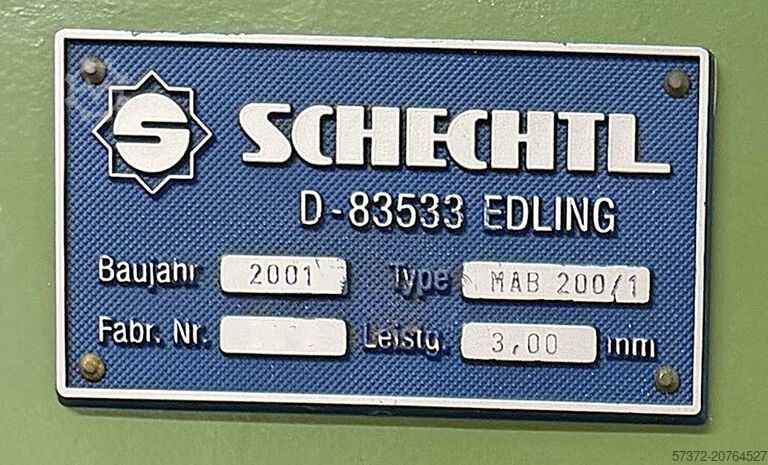 S SCHECHTL
D-83533 EDLING
Baujahr 2001 Type MAB 200/1
Fabr. Nr. Leistg. 3,00 mm
57372-20764527